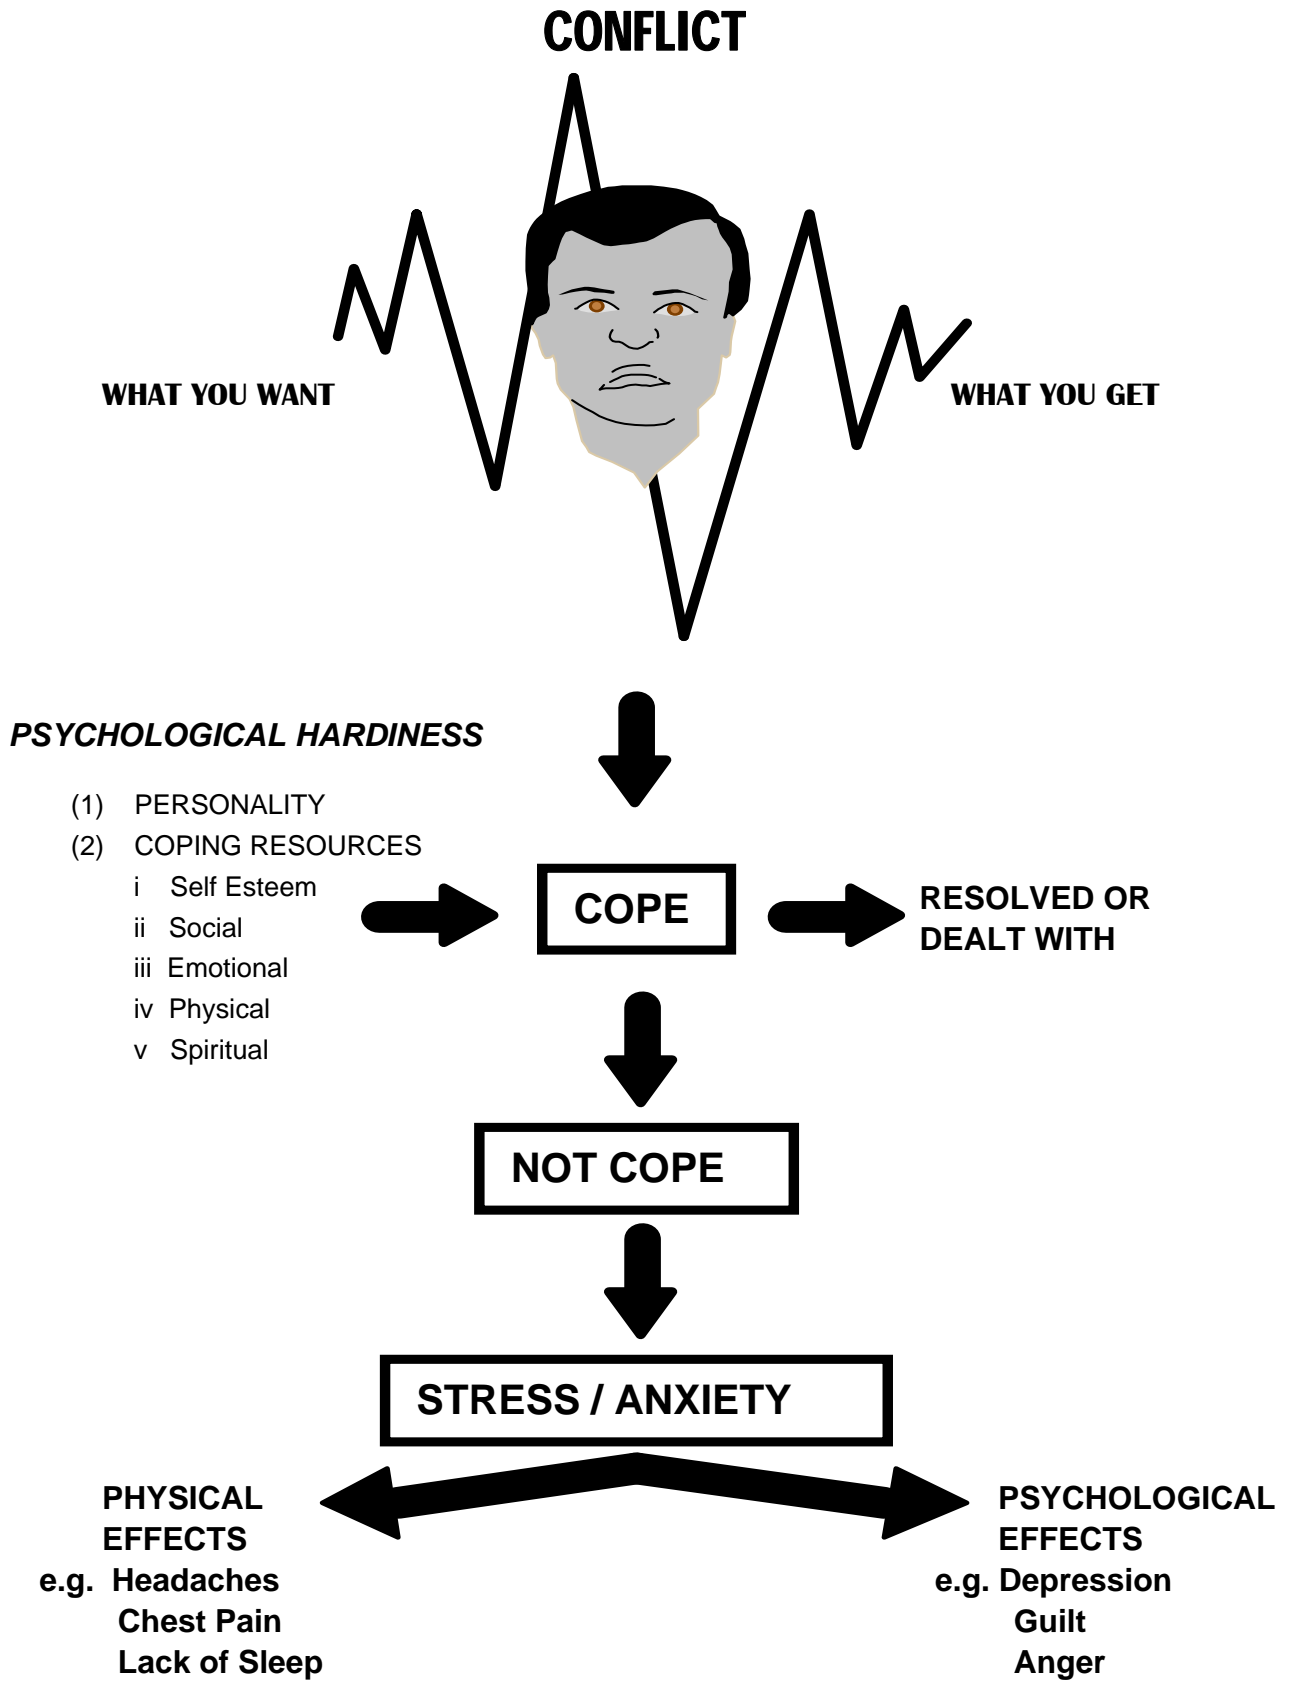 CONFLICT
WHAT YOU WANT
WHAT YOU GET
PSYCHOLOGICAL HARDINESS
(1) PERSONALITY
(2) COPING RESOURCES
i Self Esteem
ii Social
iii Emotional
iv Physical
v Spiritual
COPE
RESOLVED OR
DEALT WITH
NOT COPE
STRESS / ANXIETY
PHYSICAL
EFFECTS
e.g. Headaches
Chest Pain
Lack of Sleep
PSYCHOLOGICAL
EFFECTS
e.g. Depression
Guilt
Anger